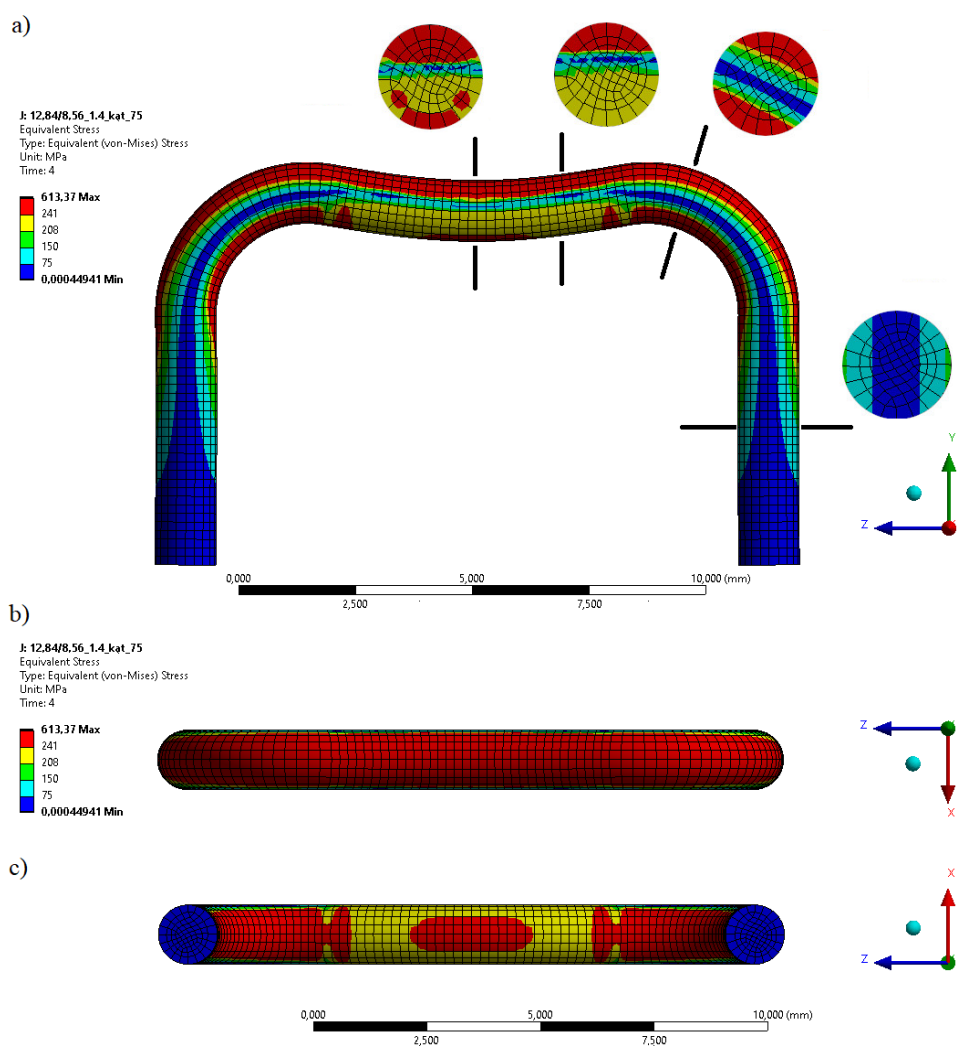 a)
J: 12,84/8,56_1.4_kąt_75
Equivalent Stress
Type: Equivalent (von-Mises) Stress
Unit: MPa
Time: 4
613,37 Max
241
208
150
75
0,00044941 Min
Y
Z
0,000 5,000 10,000 (mm)
2,500 7,500
b)
J: 12,84/8,56_1.4_kąt_75
Equivalent Stress
Type: Equivalent (von-Mises) Stress
Unit: MPa
Time: 4
613,37 Max
241
208
150
75
0,00044941 Min
Z
X
c)
X
Z
0,000 5,000 10,000 (mm)
2,500 7,500